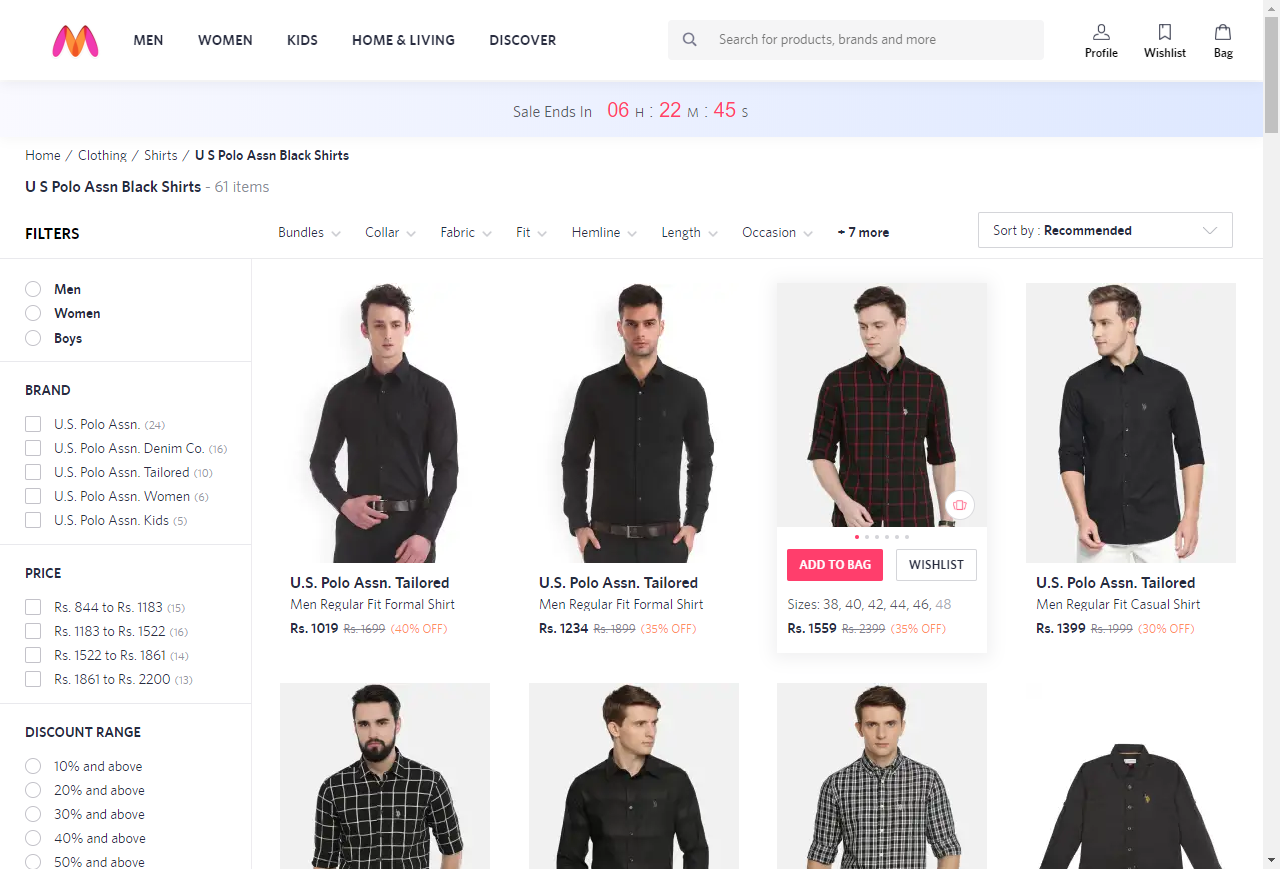 MEN WOMEN KIDS HOME & LIVING DISCOVER
Search for products, brands and more
Profile Wishlist Bag
Sale Ends In 06 H : 22 M : 45 S
Home / Clothing / Shirts / U S Polo Assn Black Shirts
U S Polo Assn Black Shirts - 61 items
FILTERS
Bundles Collar Fabric Fit Hemline Length Occasion + 7 more
Sort by : Recommended
Men
Women
Boys
BRAND
U.S. Polo Assn. (24)
U.S. Polo Assn. Denim Co. (16)
U.S. Polo Assn. Tailored (10)
U.S. Polo Assn. Women (6)
U.S. Polo Assn. Kids (5)
PRICE
Rs. 844 to Rs. 1183 (15)
Rs. 1183 to Rs. 1522 (16)
Rs. 1522 to Rs. 1861 (14)
Rs. 1861 to Rs. 2200 (13)
DISCOUNT RANGE
10% and above
20% and above
30% and above
40% and above
50% and above
U.S. Polo Assn. Tailored
Men Regular Fit Formal Shirt
Rs. 1019 Rs. 1699 (40% OFF)
U.S. Polo Assn. Tailored
Men Regular Fit Formal Shirt
Rs. 1234 Rs. 1899 (35% OFF)
ADD TO BAG WISHLIST
Sizes: 38, 40, 42, 44, 46, 48
Rs. 1559 Rs. 2399 (35% OFF)
U.S. Polo Assn. Tailored
Men Regular Fit Casual Shirt
Rs. 1399 Rs. 1999 (30% OFF)